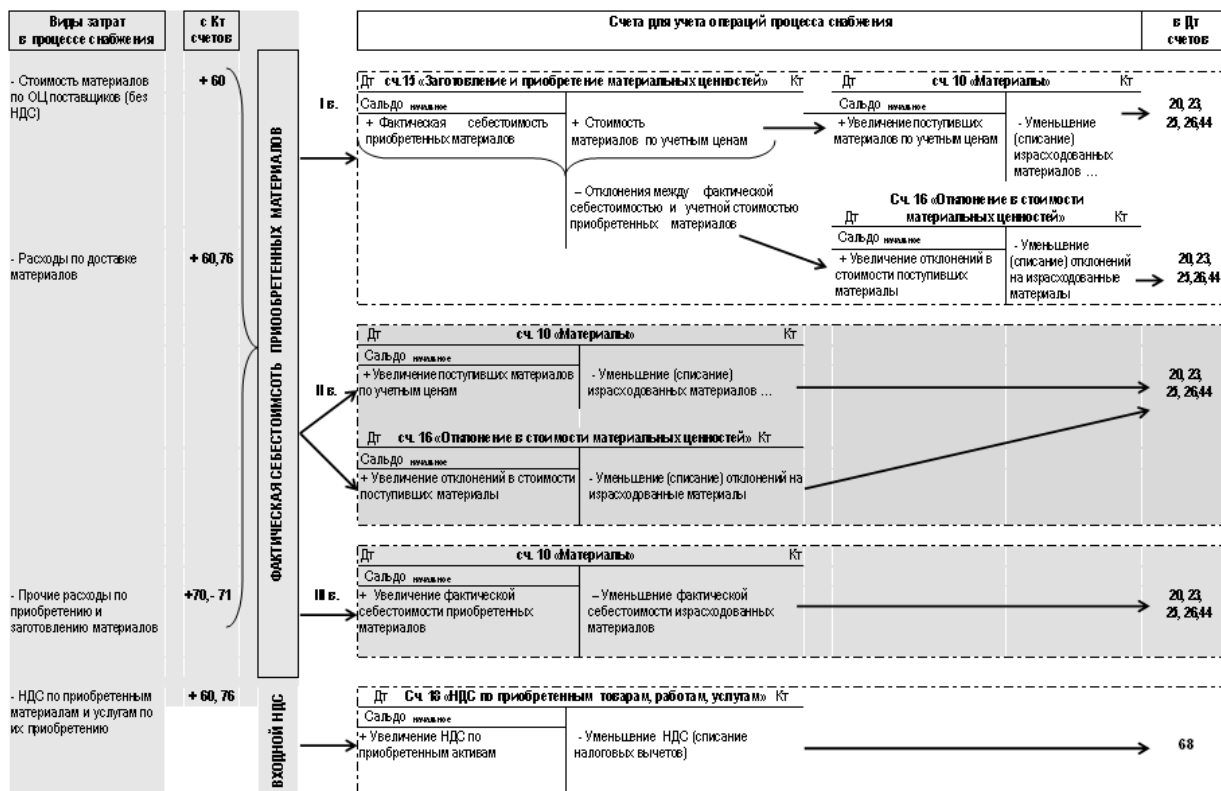 Виды затрат
в процессе снабжения
с Кт
счетов
Счета для учета операций процесса снабжения
в Дт
счетов
- Стоимость материалов
по ОЦ поставщиков (без
НДС)
+ 60
- Расходы по доставке
материалов
+ 60,76
- Прочие расходы по
приобретению и
заготовлению материалов
+70,- 71
- НДС по приобретенным
материалам и услугам по
их приобретению
+ 60, 76
ФАКТИЧЕСКАЯ СЕБЕСТОИМСОТЬ ПРИООБРЕТЕННЫХ МАТЕРИАЛОВ
ВХОДНОЙ НДС
I в.
Дт сч.15 «Заготовление и приобретение материальных ценностей» Кт
Сальдо начальное
+ Фактическая себестоимость
приобретенных материалов
+ Стоимость
материалов по учетным ценам
– Отклонения между фактической
себестоимостью и учетной стоимостью
приобретенных материалов
Дт сч. 10 «Материалы» Кт
Сальдо начальное
+ Увеличение поступивших
материалов по учетным ценам
- Уменьшение
(списание)
израсходованных
материалов ...
20, 23,
25, 26,44
Сч. 16 «Отклонение в стоимости
Дт материальных ценностей» Кт
Сальдо начальное
+ Увеличение отклонений в
стоимости поступивших
материалы
- Уменьшение
(списание) отклонений
на израсходованные
материалы
20, 23,
25,26,44
II в.
Дт сч. 10 «Материалы» Кт
Сальдо начальное
+ Увеличение поступивших материалов
по учетным ценам
- Уменьшение (списание)
израсходованных материалов ...
20, 23,
25, 26,44
Дт сч. 16 «Отклонение в стоимости материальных ценностей» Кт
Сальдо начальное
+ Увеличение отклонений в стоимости
поступивших материалы
- Уменьшение (списание) отклонений на
израсходованные материалы
III в.
Дт сч. 10 «Материалы» Кт
Сальдо начальное
+ Увеличение фактической
себестоимости приобретенных
материалов
– Уменьшение фактической
себестоимости израсходованных
материалов
20, 23,
25, 26,44
Дт Сч. 18 «НДС по приобретенным товарам, работам, услугам» Кт
Сальдо начальное
+ Увеличение НДС по
приобретенным активам
- Уменьшение НДС (списание
налоговых вычетов)
68